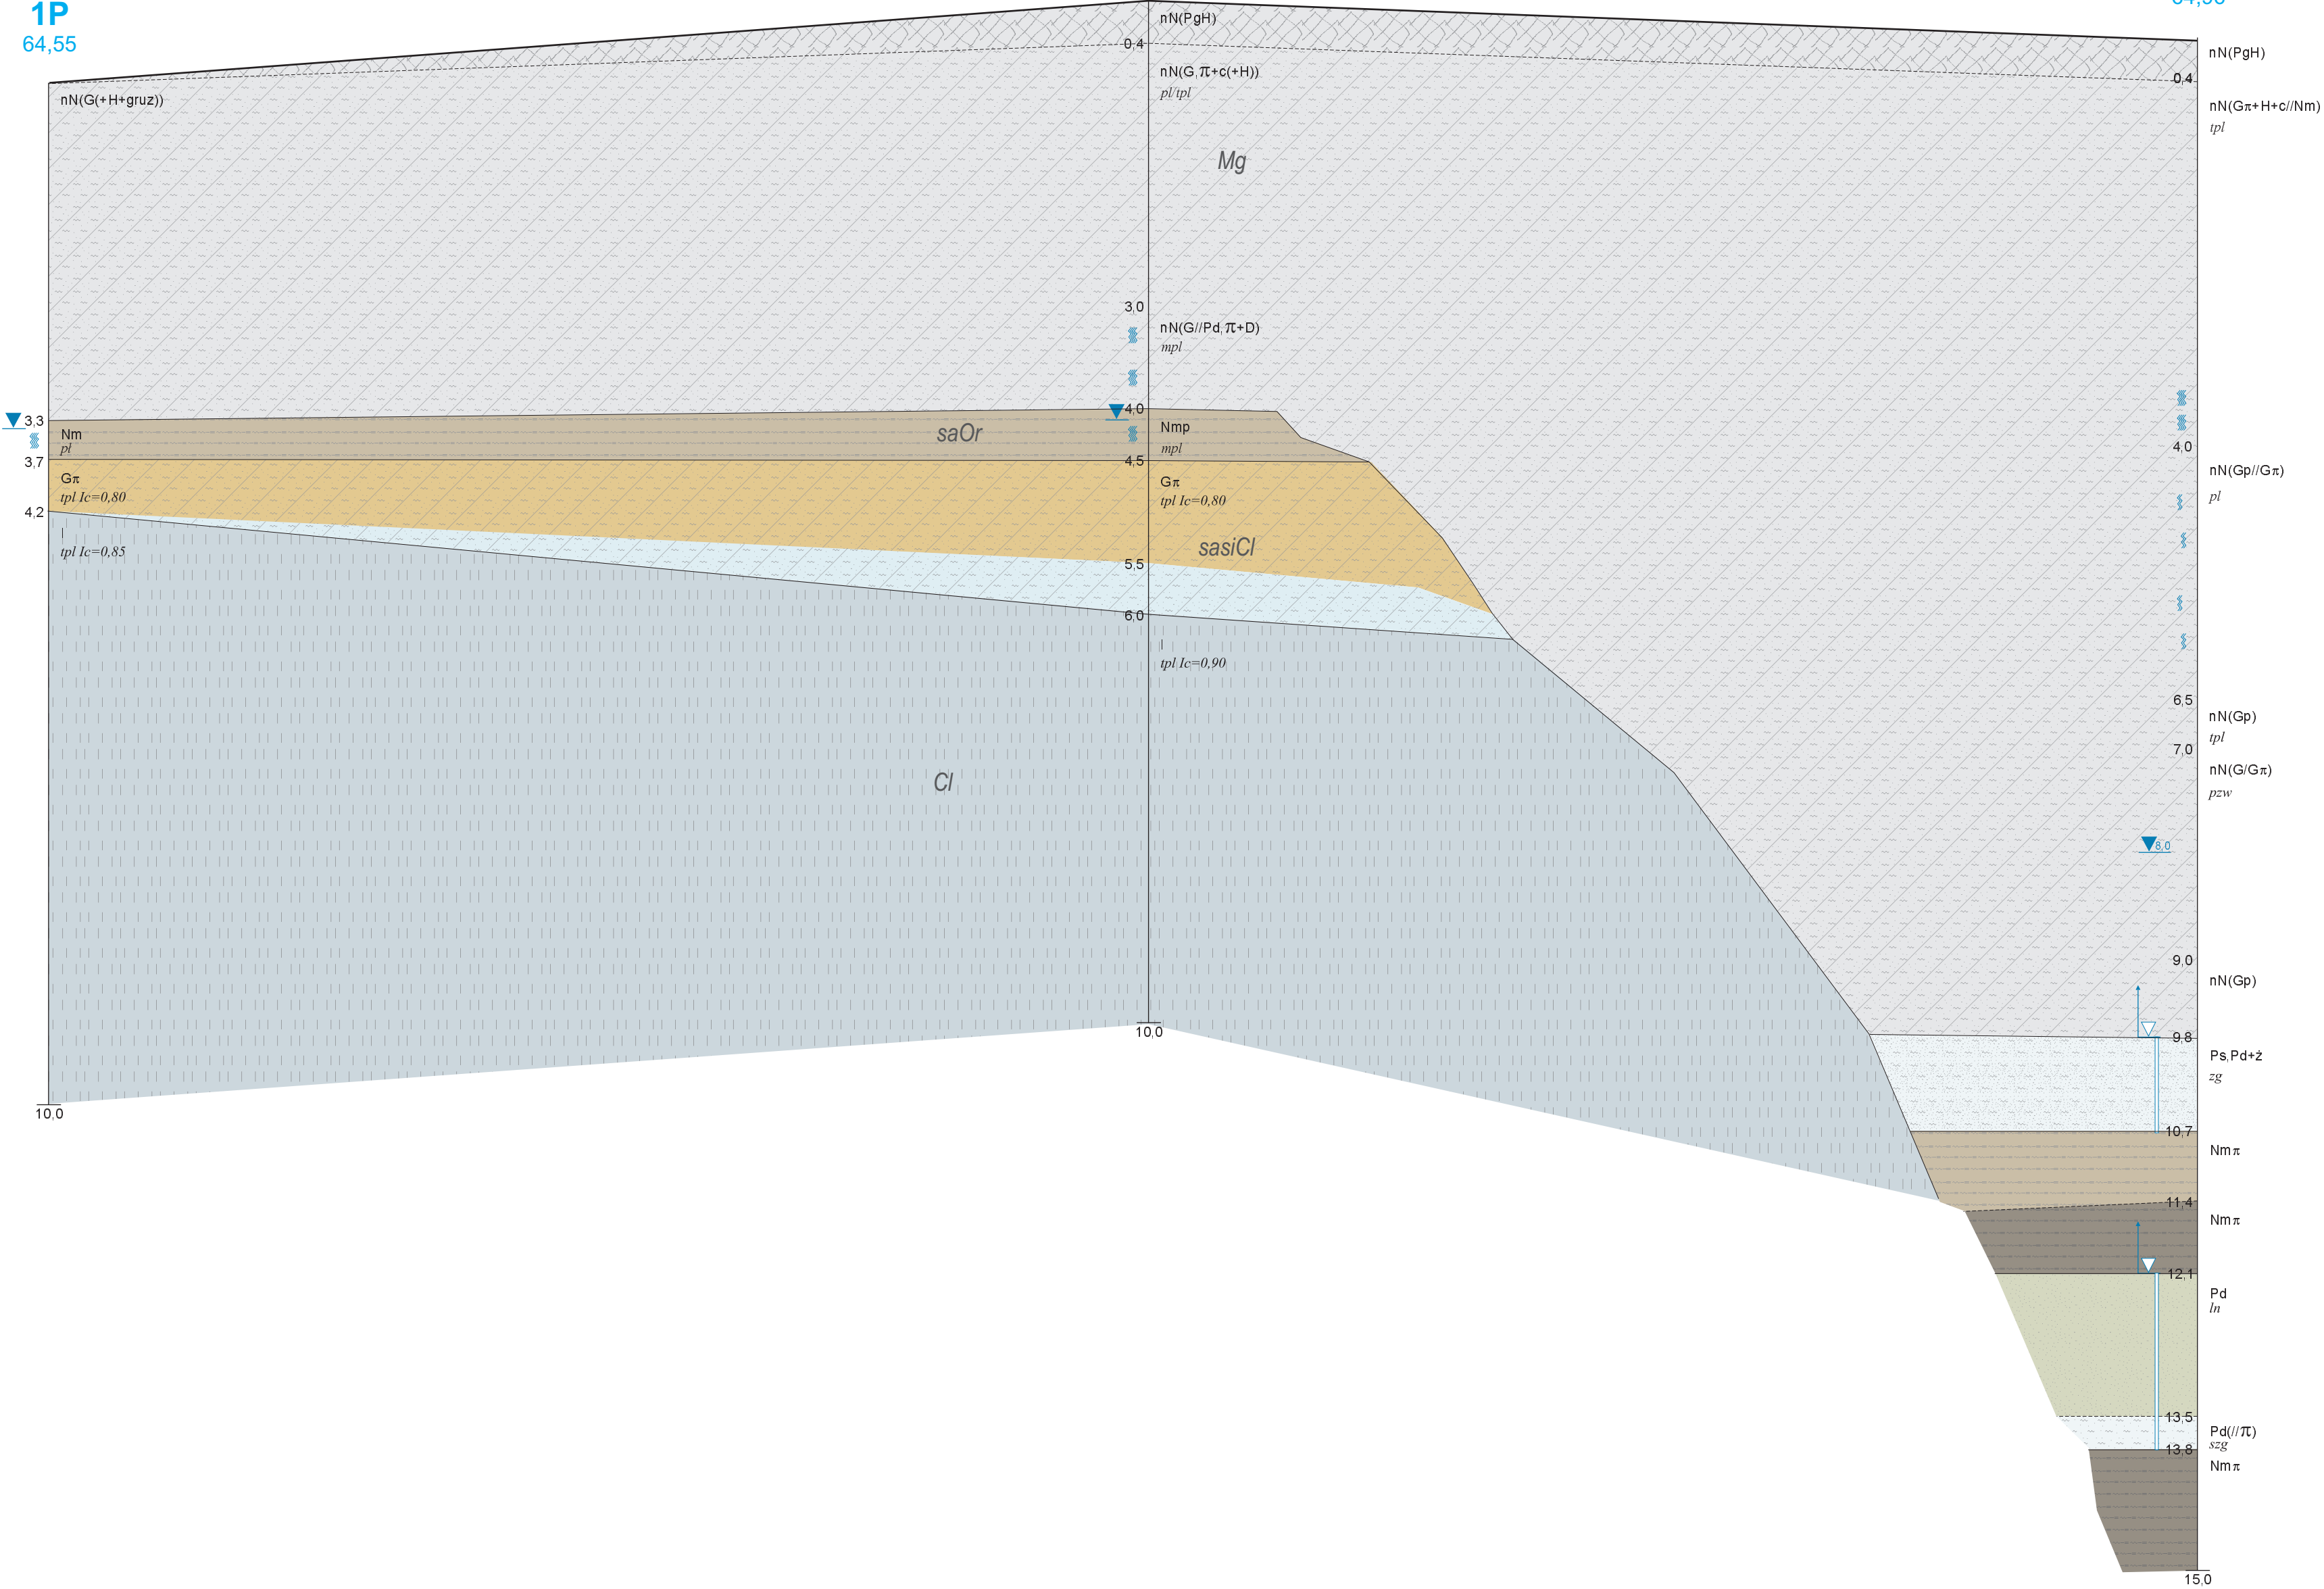 1P
64,55
nN(G(+H+gruz))
3,3
Nm
pl
3,7
Gπ
tpl Ic=0,80
4,2
I
tpl Ic=0,85
10,0
nN(PgH)
0,4
nN(G,π+c(+H))
pl/tpl
Mg
3,0
nN(G//Pd,π+D)
mpl
4,0
saOr
Nmp
mpl
4,5
Gπ
tpl Ic=0,80
sasiCl
5,5
6,0
I
tpl Ic=0,90
Cl
10,0
nN(PgH)
0,4
nN(Gπ+H+c//Nm)
tpl
4,0
nN(Gp//Gπ)
pl
6,5
nN(Gp)
tpl
7,0
nN(G/Gπ)
pzw
8,0
9,0
nN(Gp)
9,8
Ps,Pd+ż
zg
10,7
Nmπ
11,4
Nmπ
12,1
Pd
ln
13,5
Pd(//π)
szg
13,8
Nmπ
15,0